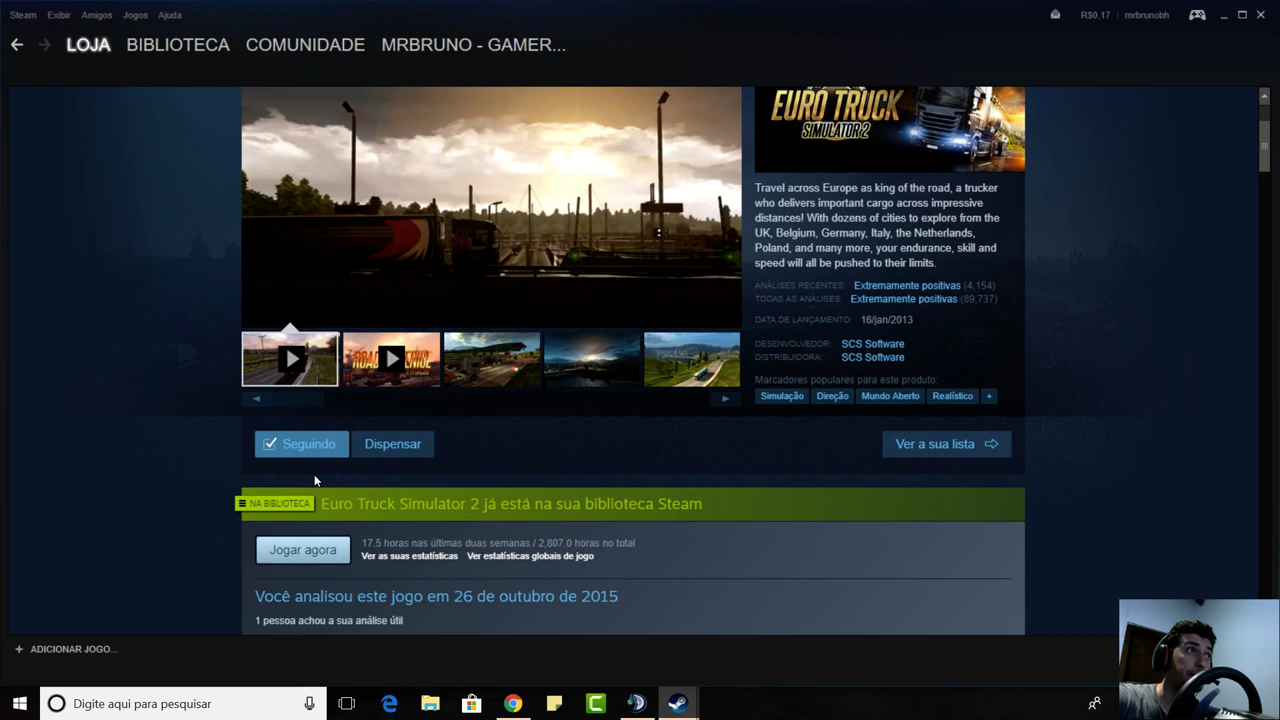 Steam Exibir Amigos Jogos Ajuda
R$0,17 mrbrunobh
LOJA BIBLIOTECA COMUNIDADE MRBRUNO - GAMER...
EURO TRUCK
SIMULATOR 2
Travel across Europe as king of the road, a trucker
who delivers important cargo across impressive
distances! With dozens of cities to explore from the
UK, Belgium, Germany, Italy, the Netherlands,
Poland, and many more, your endurance, skill and
speed will all be pushed to their limits.
ANÁLISES RECENTES: Extremamente positivas (4,154)
TODAS AS ANÁLISES: Extremamente positivas (89,737)
DATA DE LANÇAMENTO: 16/jan/2013
DESENVOLVEDOR: SCS Software
DISTRIBUIDORA: SCS Software
Marcadores populares para este produto:
Simulação Direção Mundo Aberto Realístico +
Seguindo Dispensar Ver a sua lista
NA BIBLIOTECA Euro Truck Simulator 2 já está na sua biblioteca Steam
Jogar agora
17.5 horas nas últimas duas semanas / 2,807.0 horas no total
Ver as suas estatísticas Ver estatísticas globais de jogo
Você analisou este jogo em 26 de outubro de 2015
1 pessoa achou a sua análise útil
+ ADICIONAR JOGO...
Digite aqui para pesquisar